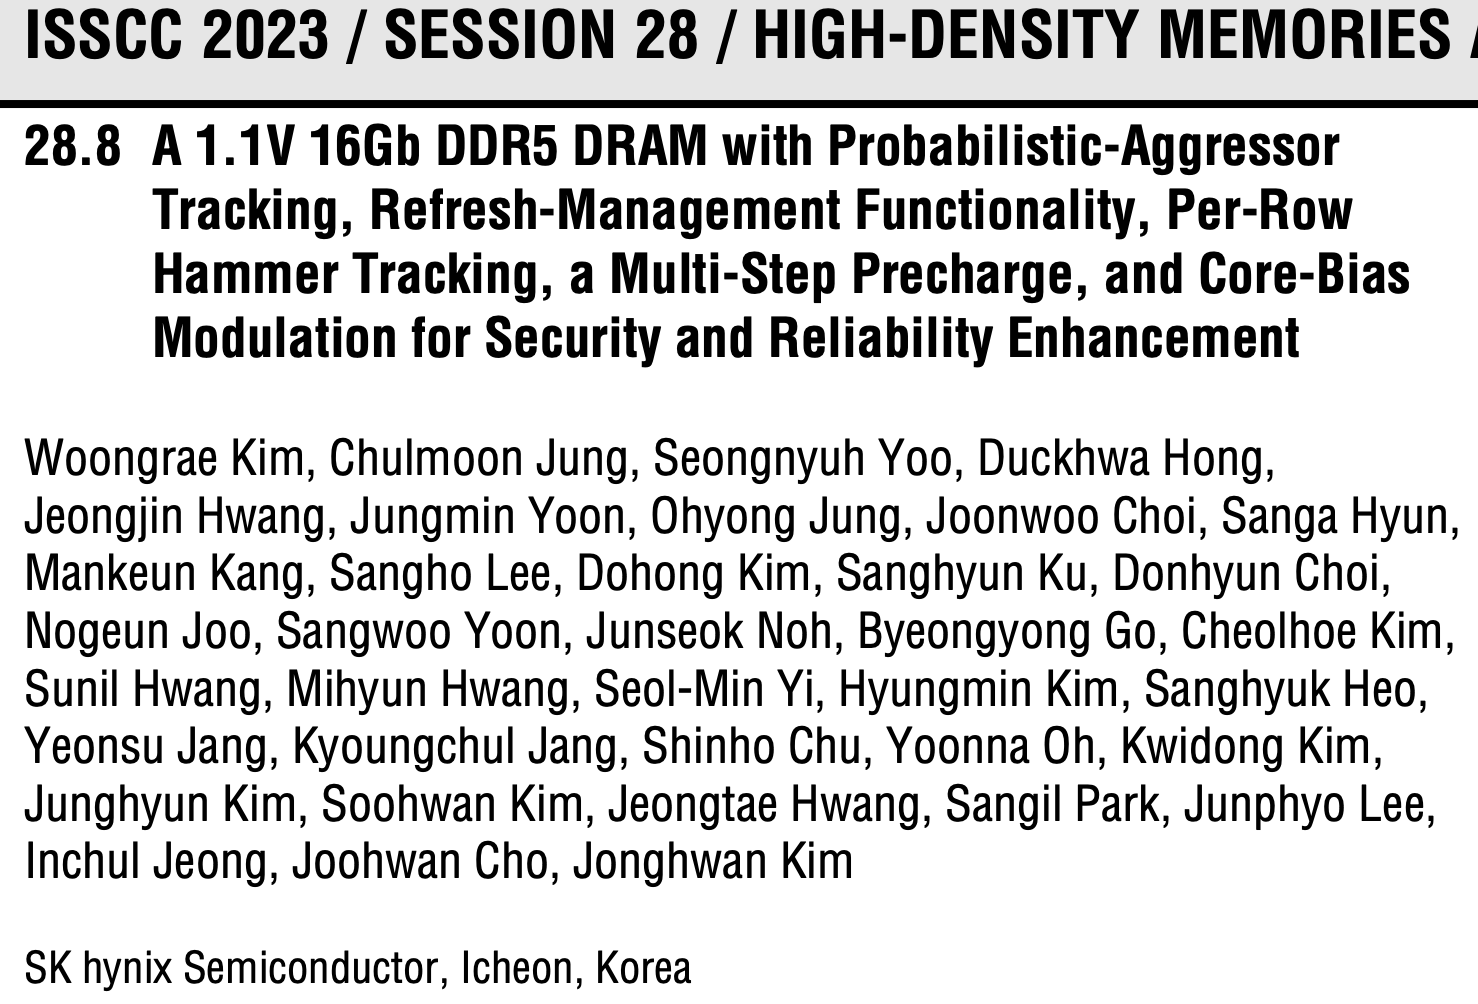 ISSCC 2023 / SESSION 28 / HIGH-DENSITY MEMORIES
28.8 A 1.1V 16Gb DDR5 DRAM with Probabilistic-Aggressor
Tracking, Refresh-Management Functionality, Per-Row
Hammer Tracking, a Multi-Step Precharge, and Core-Bias
Modulation for Security and Reliability Enhancement
Woongrae Kim, Chulmoon Jung, Seongnyuh Yoo, Duckhwa Hong,
Jeongjin Hwang, Jungmin Yoon, Ohyong Jung, Joonwoo Choi, Sanga Hyun,
Mankeun Kang, Sangho Lee, Dohong Kim, Sanghyun Ku, Donhyun Choi,
Nogeun Joo, Sangwoo Yoon, Junseok Noh, Byeongyong Go, Cheolhoe Kim,
Sunil Hwang, Mihyun Hwang, Seol-Min Yi, Hyungmin Kim, Sanghyuk Heo,
Yeonsu Jang, Kyoungchul Jang, Shinho Chu, Yoonna Oh, Kwidong Kim,
Junghyun Kim, Soohwan Kim, Jeongtae Hwang, Sangil Park, Junphyo Lee,
Inchul Jeong, Joohwan Cho, Jonghwan Kim
SK hynix Semiconductor, Icheon, Korea